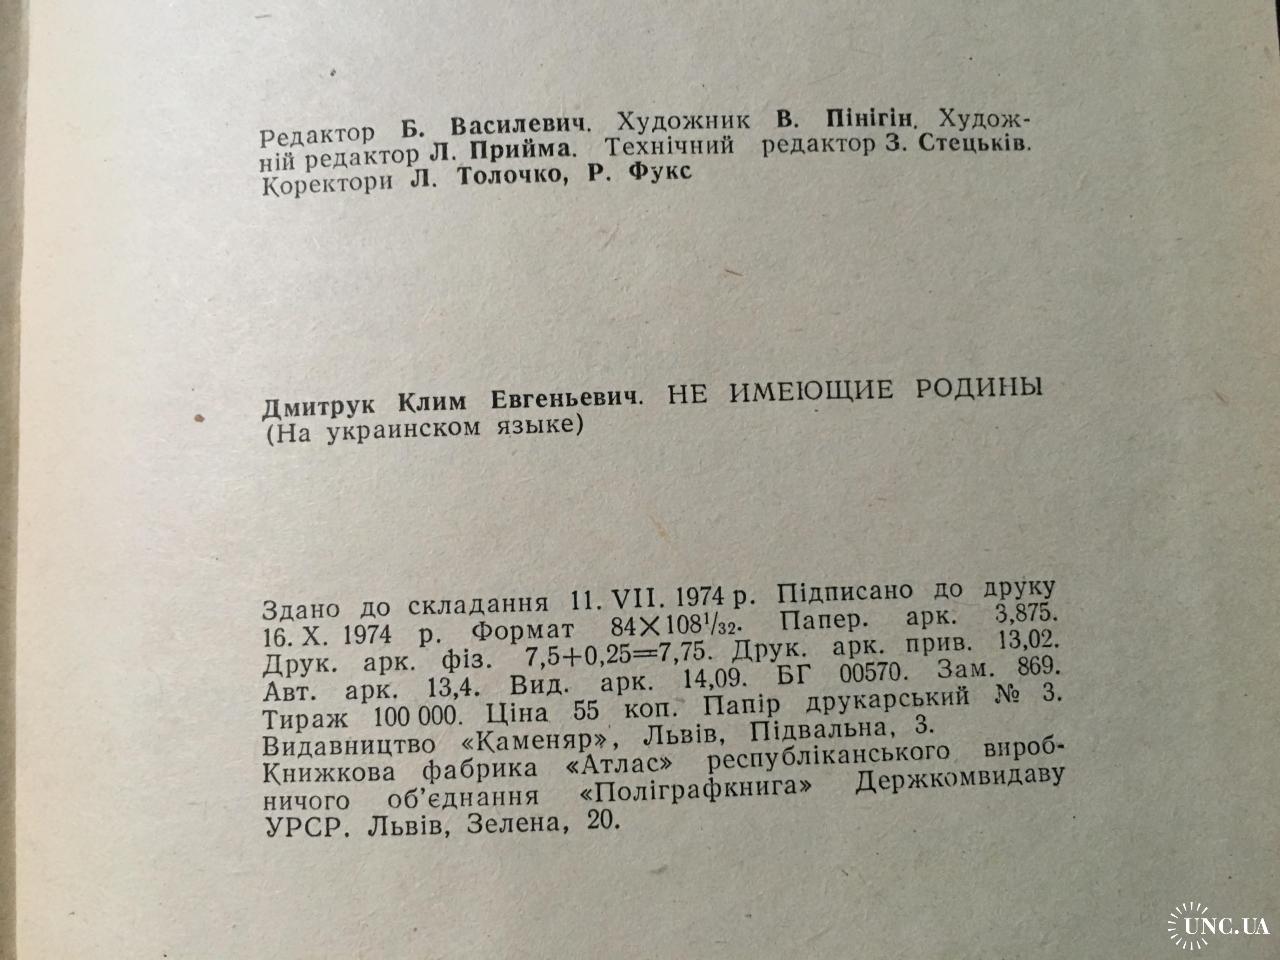 Редактор Б. Василевич. Художник В. Пінігін. Худож-
ній редактор Л. Прийма. Технічний редактор З. Стецьків.
Коректори Л. Толочко, Р. Фукс
Дмитрук Клим Евгеньевич. НЕ ИМЕЮЩИЕ РОДИНЫ
(На украинском языке)
Здано до складання 11. VII. 1974 р. Підписано до друку
16. X. 1974 р. Формат 84×108¹/₃₂. Папер. арк. 3,875.
Друк. арк. фіз. 7,5+0,25=7,75. Друк. арк. прив. 13,02.
Авт. арк. 13,4. Вид. арк. 14,09. БГ 00570. Зам. 869.
Тираж 100 000. Ціна 55 коп. Папір друкарський № 3.
Видавництво «Каменяр», Львів, Підвальна, 3.
Книжкова фабрика «Атлас» республіканського вироб-
ничого об'єднання «Поліграфкнига» Держкомвидаву
УРСР. Львів, Зелена, 20.
UNC.UA